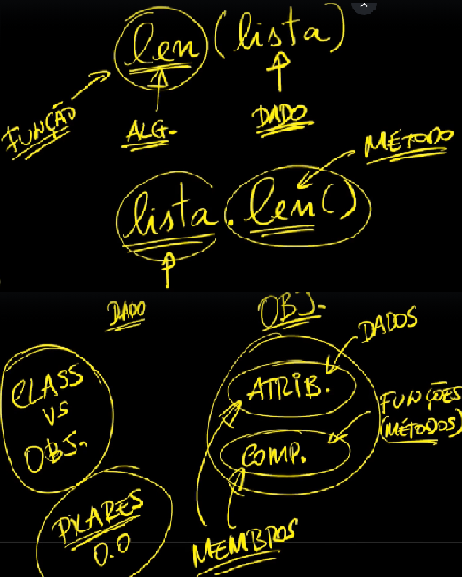 len(lista)
FUNÇÃO
ALG.
DADO
MÉTODO
lista.len()
DADO
OBJ.
DADOS
CLASS
VS
OBJ.
ATRIB.
FUNÇÕES
(MÉTODOS)
COMP.
PILARES
O.O
MEMBROS